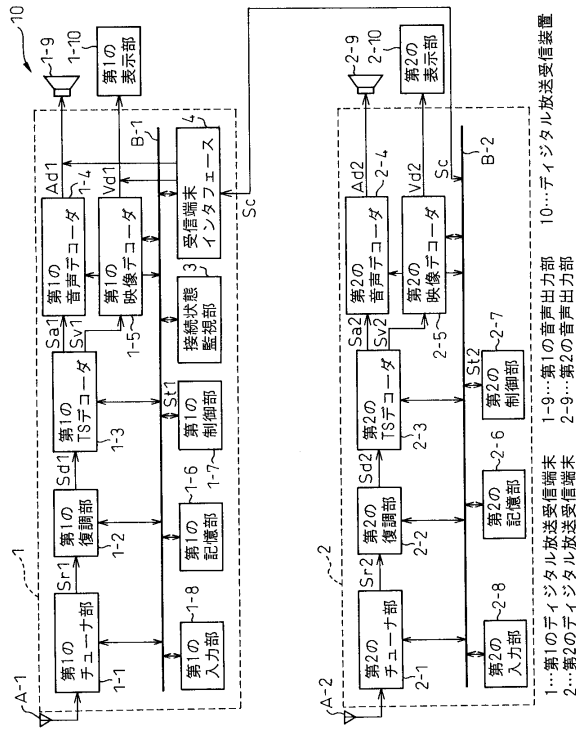 10
A-1
1
第1の
チューナ部
1-1
Sr1
第1の
復調部
1-2
Sd1
第1の
TSデコーダ
1-3
Sa1
Sv1
第1の
音声デコーダ
1-4
第1の
映像デコーダ
1-5
Ad1
Vd1
1-9
1-10
第1の
表示部
B-1
第1の
入力部
1-8
第1の
記憶部
1-6
第1の
制御部
1-7
St1
接続状態
監視部
3
受信端末
インタフェース
4
Sc
A-2
2
第2の
チューナ部
2-1
Sr2
第2の
復調部
2-2
Sd2
第2の
TSデコーダ
2-3
Sa2
Sv2
第2の
音声デコーダ
2-4
第2の
映像デコーダ
2-5
Ad2
Vd2
2-9
2-10
第2の
表示部
Sc
B-2
第2の
入力部
2-8
第2の
記憶部
2-6
第2の
制御部
2-7
St2
1…第1のディジタル放送受信端末
2…第2のディジタル放送受信端末
1-9…第1の音声出力部
2-9…第2の音声出力部
10…ディジタル放送受信装置